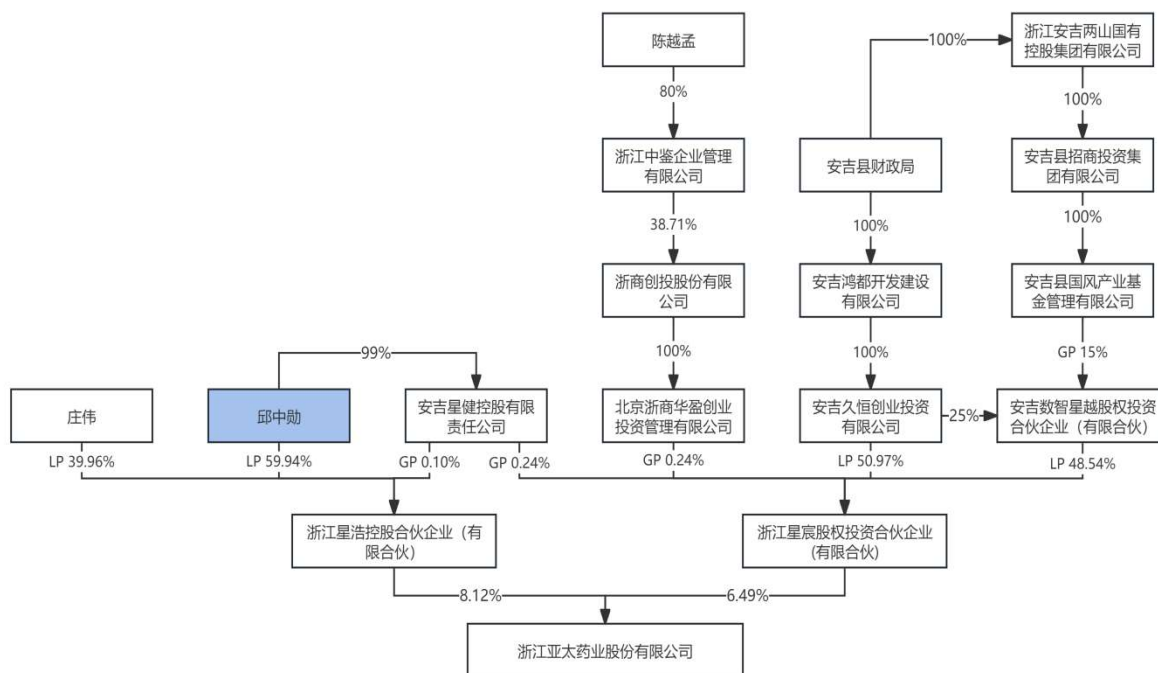 陈越孟
100%
浙江安吉两山国有
控股集团有限公司
80%
100%
浙江中鉴企业管理
有限公司
安吉县财政局
安吉县招商投资集
团有限公司
38.71%
100%
100%
浙商创投股份有限
公司
安吉鸿都开发建设
有限公司
安吉县国风产业基
金管理有限公司
99%
100%
100%
GP 15%
庄伟
邱中勋
安吉星健控股有限
责任公司
北京浙商华盈创业
投资管理有限公司
安吉久恒创业投资
有限公司
25%
安吉数智星越股权投资
合伙企业（有限合伙）
LP 39.96%
LP 59.94%
GP 0.10%
GP 0.24%
GP 0.24%
LP 50.97%
LP 48.54%
浙江星浩控股合伙企业（有
限合伙）
浙江星宸股权投资合伙企业
(有限合伙)
8.12%
6.49%
浙江亚太药业股份有限公司